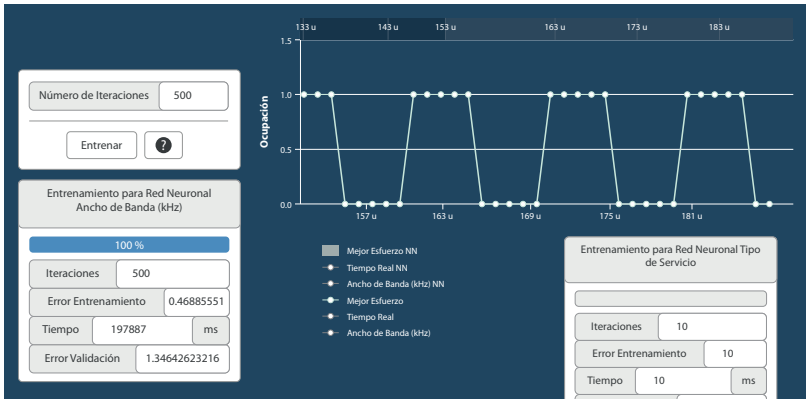 133 u 143 u 153 u 163 u 173 u 183 u
1.5
1.0
0.5
0.0
Ocupación
157 u 163 u 169 u 175 u 181 u
Número de Iteraciones 500
Entrenar ?
Entrenamiento para Red Neuronal
Ancho de Banda (kHz)
100 %
Iteraciones 500
Error Entrenamiento 0.46885551
Tiempo 197887 ms
Error Validación 1.34642623216
Mejor Esfuerzo NN
Tiempo Real NN
Ancho de Banda (kHz) NN
Mejor Esfuerzo
Tiempo Real
Ancho de Banda (kHz)
Entrenamiento para Red Neuronal Tipo
de Servicio
Iteraciones 10
Error Entrenamiento 10
Tiempo 10 ms